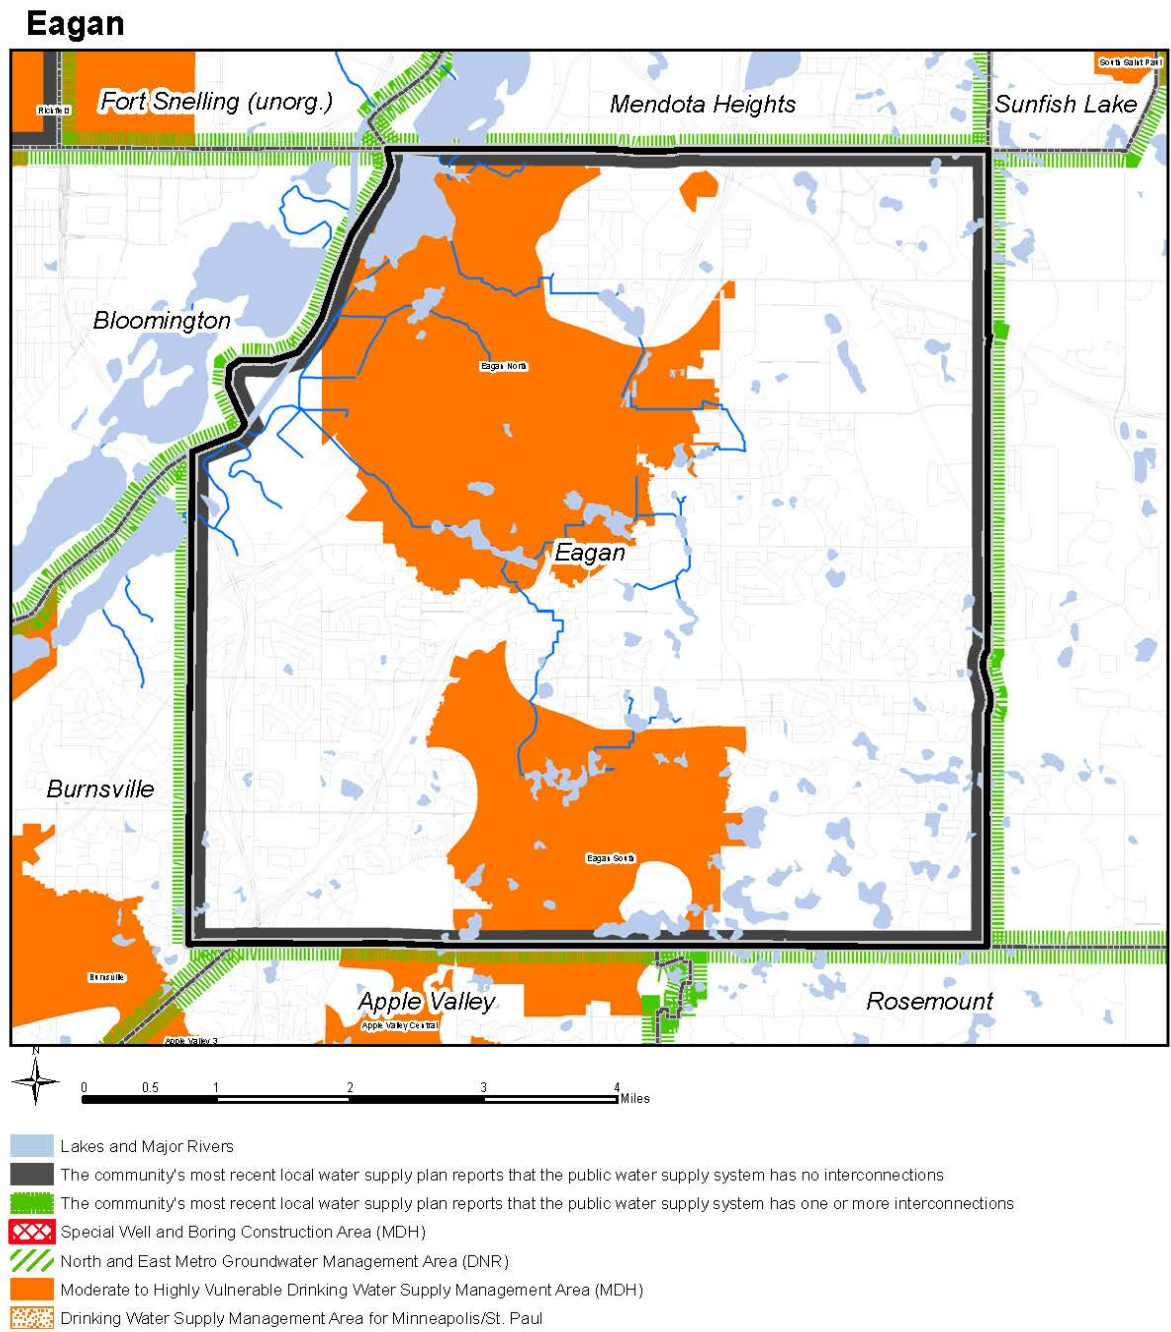 Eagan
South Saint Paul
Richfield
Fort Snelling (unorg.)
Mendota Heights
Sunfish Lake
Bloomington
Eagan North
Eagan
Burnsville
Eagan South
Burnsville
Apple Valley
Rosemount
Apple Valley Central
Apple Valley 3
N
0 0.5 1 2 3 4
Miles
Lakes and Major Rivers
The community's most recent local water supply plan reports that the public water supply system has no interconnections
The community's most recent local water supply plan reports that the public water supply system has one or more interconnections
Special Well and Boring Construction Area (MDH)
North and East Metro Groundwater Management Area (DNR)
Moderate to Highly Vulnerable Drinking Water Supply Management Area (MDH)
Drinking Water Supply Management Area for Minneapolis/St. Paul